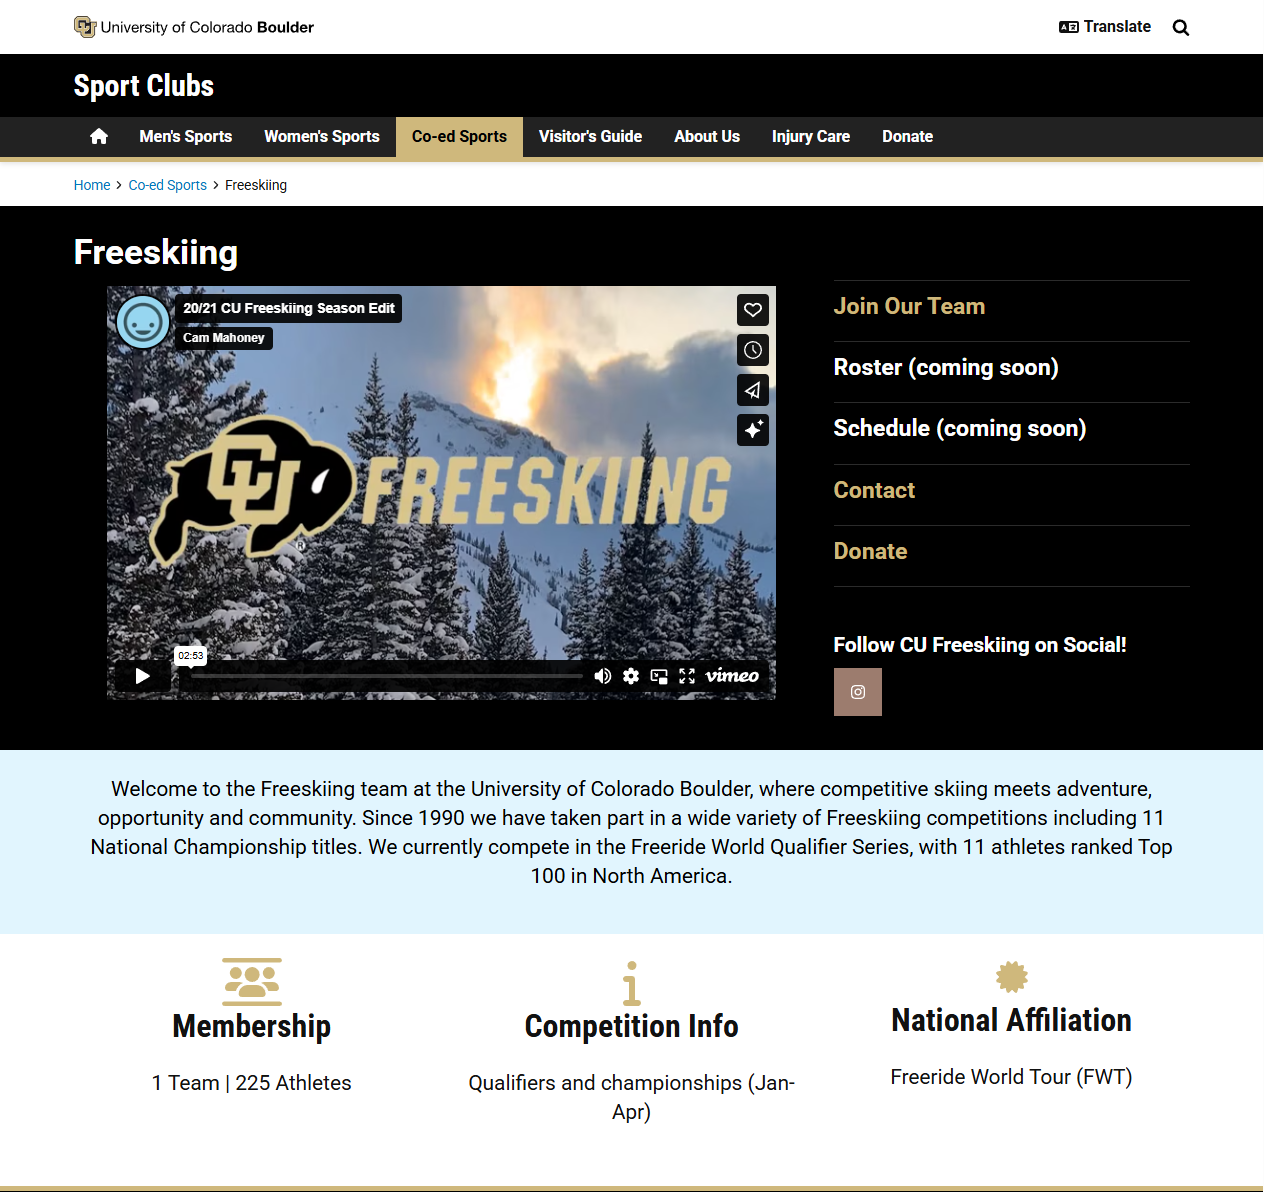 University of Colorado Boulder
Translate
Sport Clubs
Men's Sports Women's Sports Co-ed Sports Visitor's Guide About Us Injury Care Donate
Home > Co-ed Sports > Freeskiing
Freeskiing
20/21 CU Freeskiing Season Edit
Cam Mahoney
CU FREESKIING
®
02:53
vimeo
Join Our Team
Roster (coming soon)
Schedule (coming soon)
Contact
Donate
Follow CU Freeskiing on Social!
Welcome to the Freeskiing team at the University of Colorado Boulder, where competitive skiing meets adventure,
opportunity and community. Since 1990 we have taken part in a wide variety of Freeskiing competitions including 11
National Championship titles. We currently compete in the Freeride World Qualifier Series, with 11 athletes ranked Top
100 in North America.
Membership
1 Team | 225 Athletes
Competition Info
Qualifiers and championships (Jan-
Apr)
National Affiliation
Freeride World Tour (FWT)